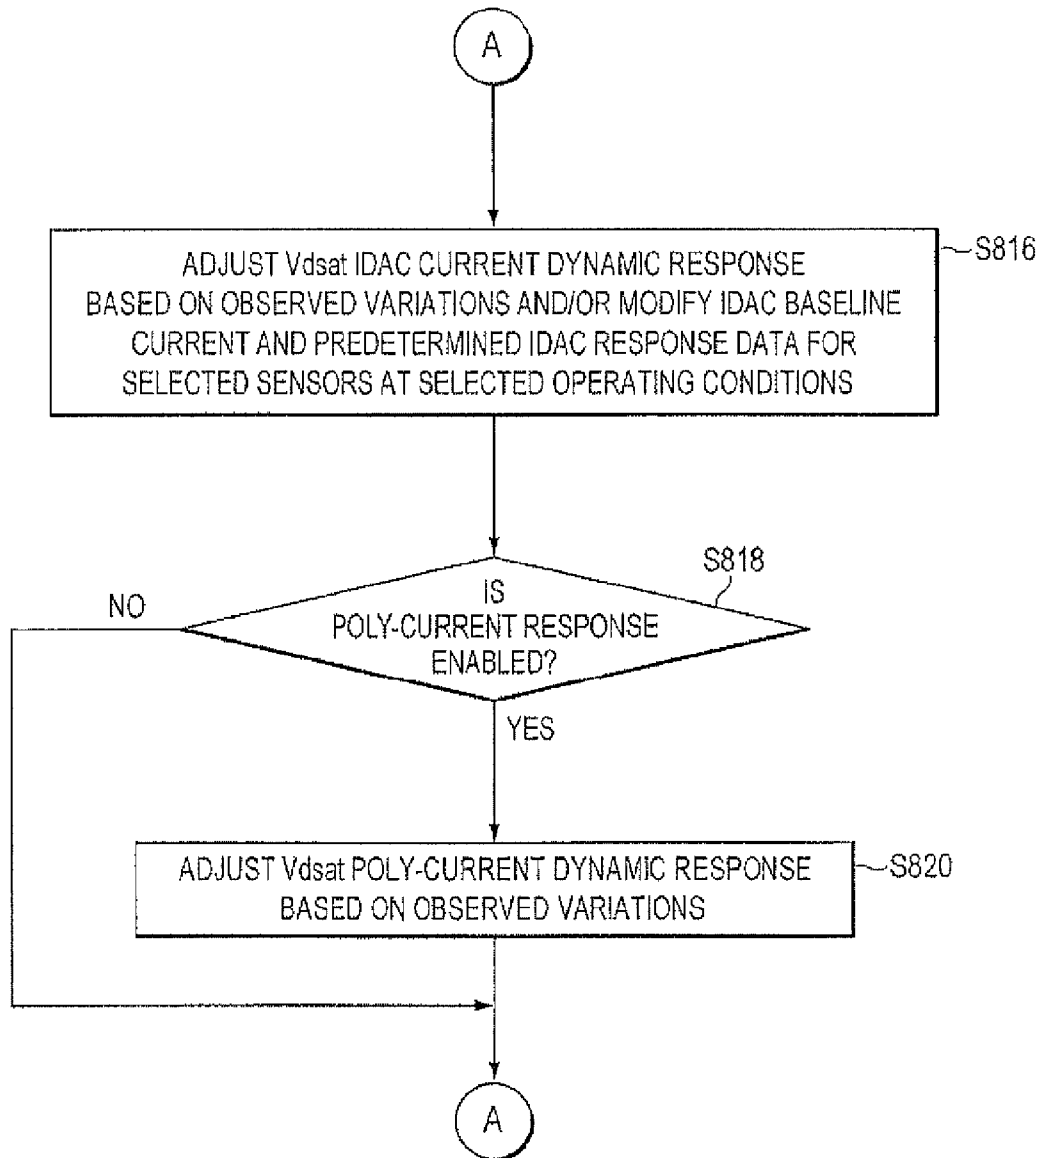 A
ADJUST Vdsat IDAC CURRENT DYNAMIC RESPONSE
BASED ON OBSERVED VARIATIONS AND/OR MODIFY IDAC BASELINE
CURRENT AND PREDETERMINED IDAC RESPONSE DATA FOR
SELECTED SENSORS AT SELECTED OPERATING CONDITIONS
S816
S818
NO
IS
POLY-CURRENT RESPONSE
ENABLED?
YES
ADJUST Vdsat POLY-CURRENT DYNAMIC RESPONSE
BASED ON OBSERVED VARIATIONS
S820
A